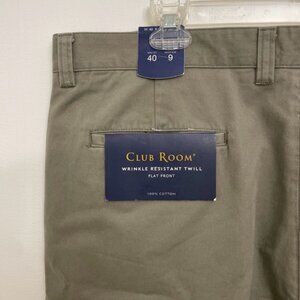 40 9
CLUB ROOM®
WRINKLE RESISTANT TWILL
FLAT FRONT
100% COTTON